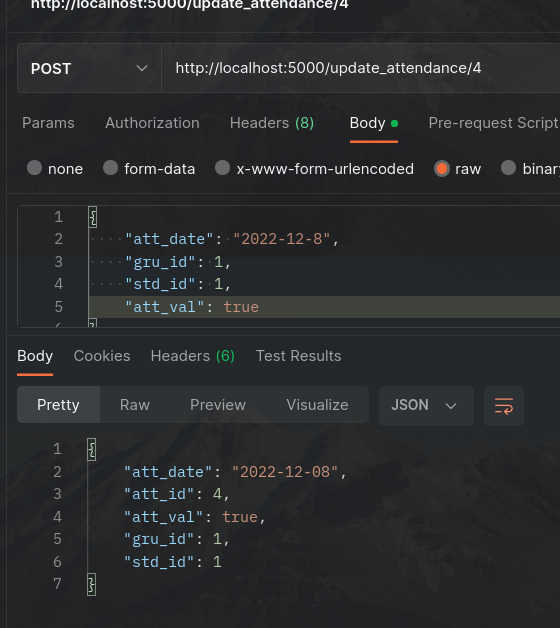 http://localhost:5000/update_attendance/4
POST http://localhost:5000/update_attendance/4
Params Authorization Headers (8) Body Pre-request Script
none form-data x-www-form-urlencoded raw binary
1 {
2 "att_date": "2022-12-8",
3 "gru_id": 1,
4 "std_id": 1,
5 "att_val": true
6 }
Body Cookies Headers (6) Test Results
Pretty Raw Preview Visualize JSON
1 {
2 "att_date": "2022-12-08",
3 "att_id": 4,
4 "att_val": true,
5 "gru_id": 1,
6 "std_id": 1
7 }